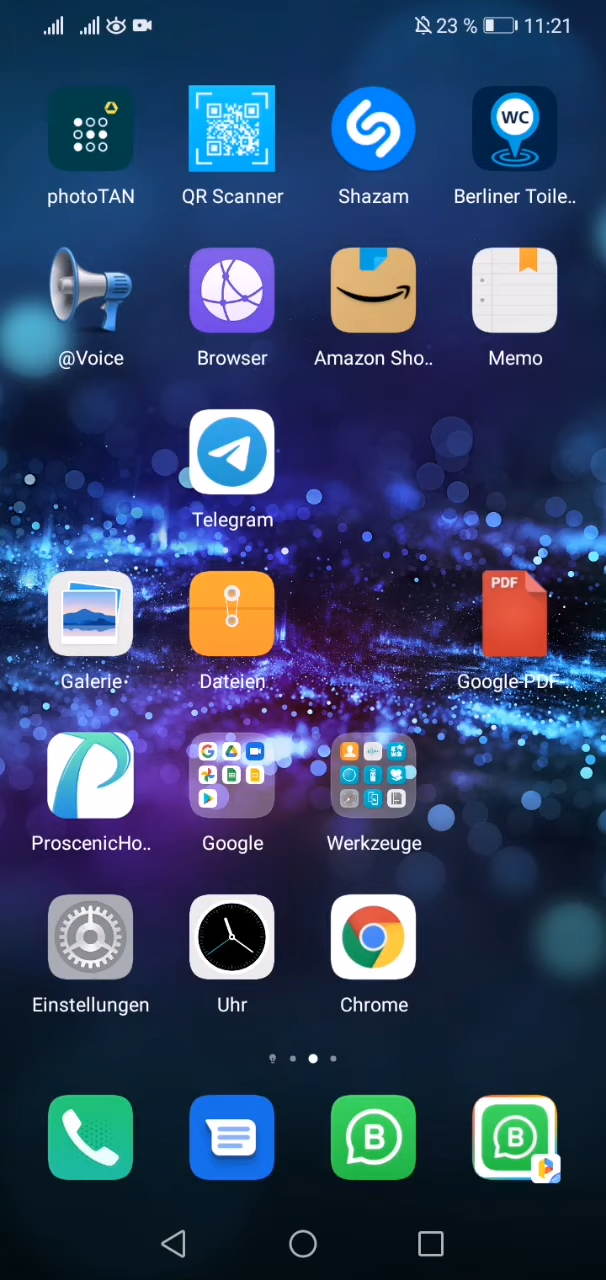 23 % 11:21
WC
photoTAN QR Scanner Shazam Berliner Toile..
@Voice Browser Amazon Sho.. Memo
Telegram
PDF
Galerie Dateien Google-PDF-..
ProscenicHo.. Google Werkzeuge
Einstellungen Uhr Chrome
B B